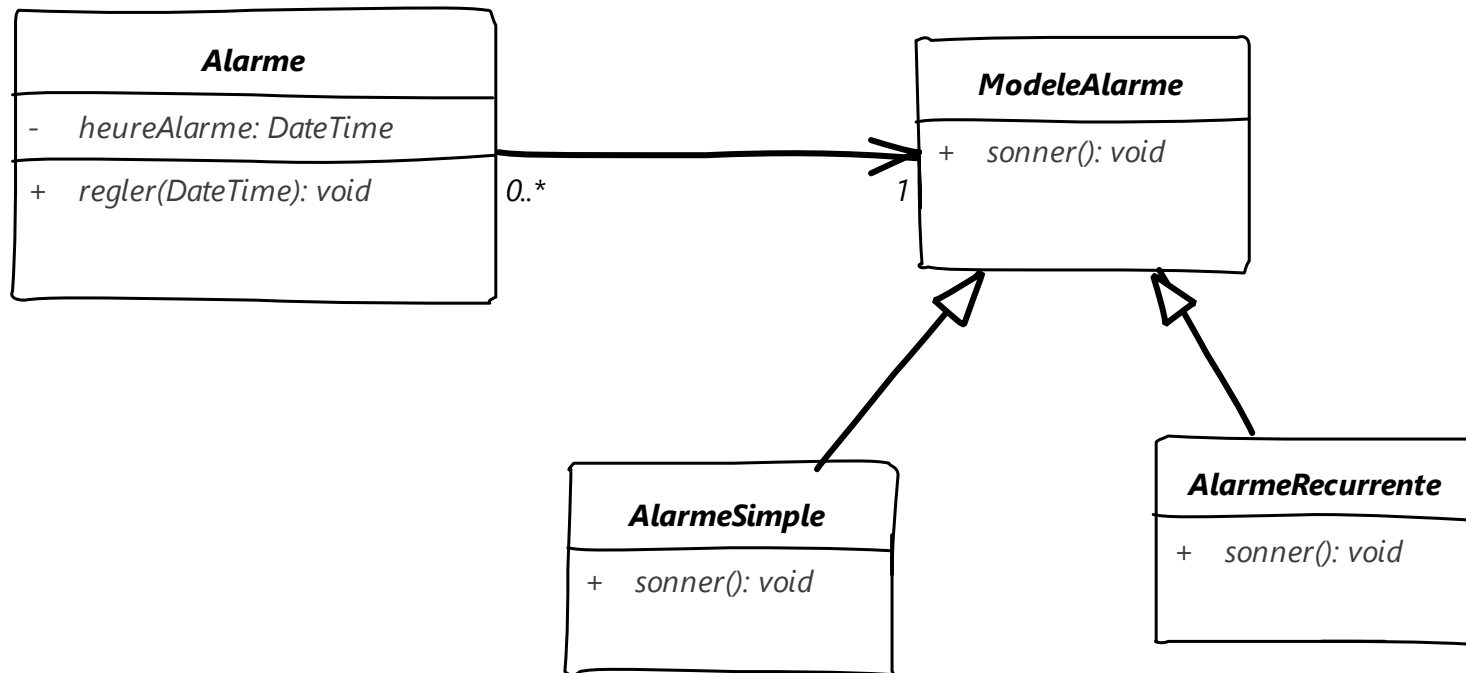 Alarme
- heureAlarme: DateTime
+ regler(DateTime): void
0..*
1
ModeleAlarme
+ sonner(): void
AlarmeSimple
+ sonner(): void
AlarmeRecurrente
+ sonner(): void